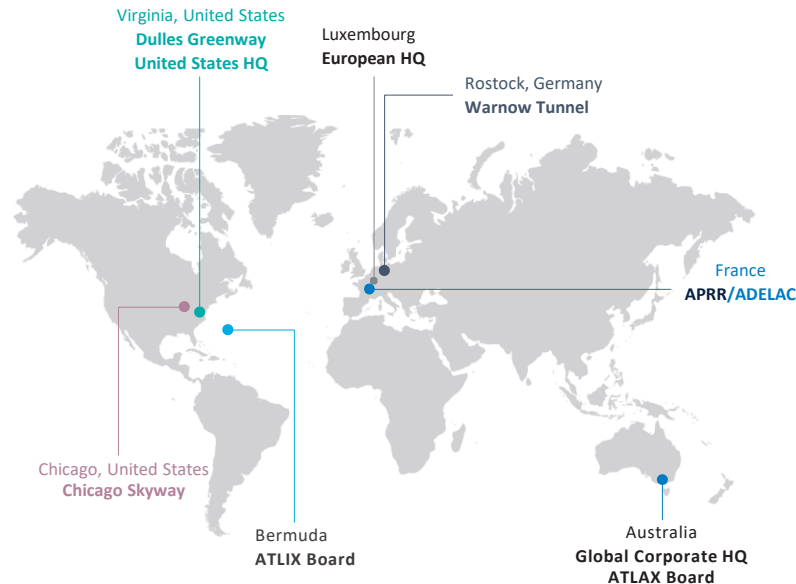 Virginia, United States
Dulles Greenway
United States HQ
Luxembourg
European HQ
Rostock, Germany
Warnow Tunnel
France
APRR/ADELAC
Chicago, United States
Chicago Skyway
Bermuda
ATLIX Board
Australia
Global Corporate HQ
ATLAX Board